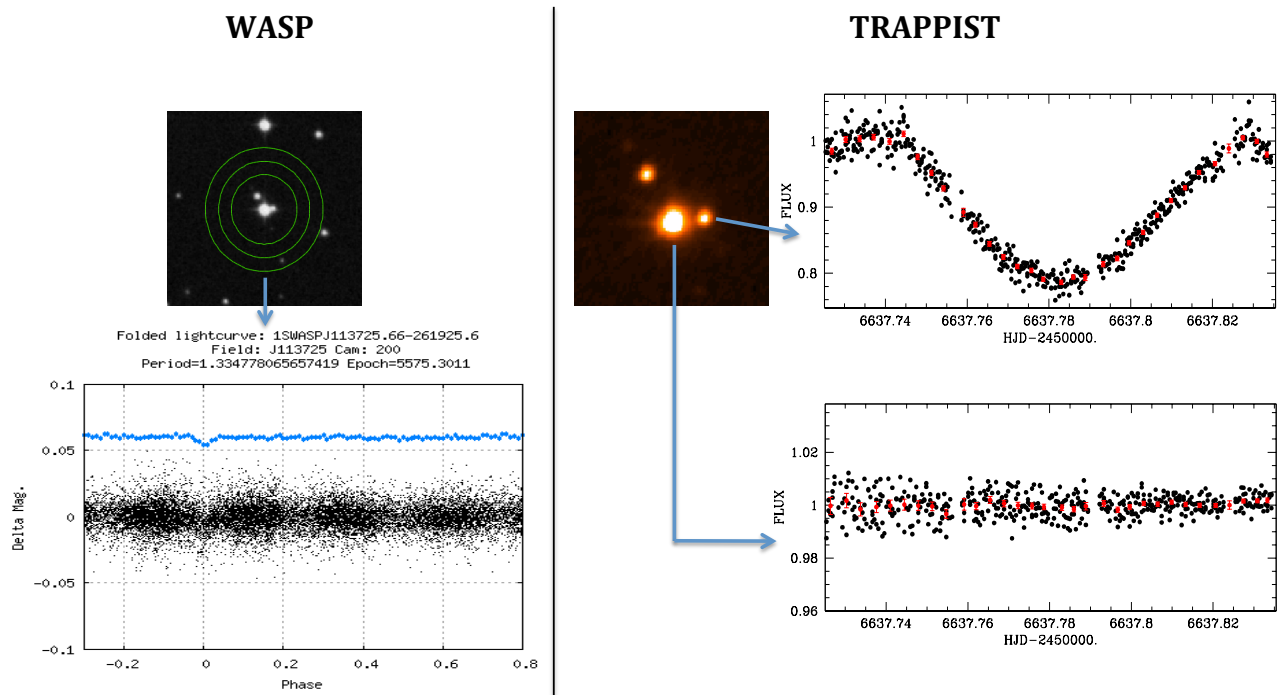 WASP
TRAPPIST
Folded lightcurve: 1SWASPJ113725.66-261925.6
Field: J113725 Cam: 200
Period=1.334778065657419 Epoch=5575.3011
0.1
0.05
0
-0.05
-0.1
Delta Mag.
-0.2 0 0.2 0.4 0.6 0.8
Phase
1
0.9
0.8
FLUX
6637.74 6637.76 6637.78 6637.8 6637.82
HJD-2450000.
1.02
1
0.98
0.96
FLUX
6637.74 6637.76 6637.78 6637.8 6637.82
HJD-2450000.